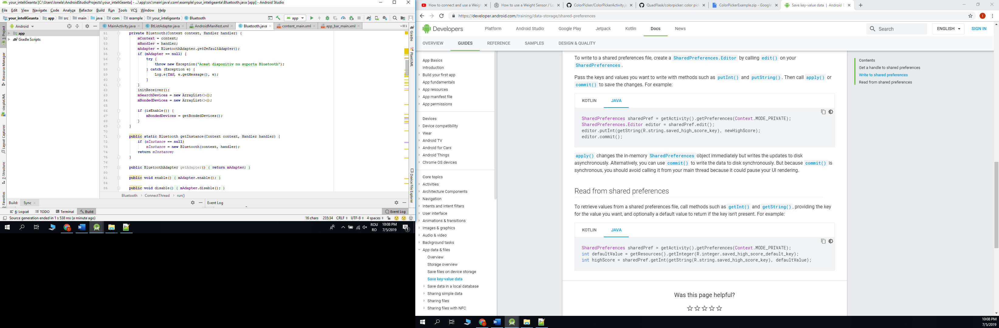 your_inteliGeanta [C:\Users\Ionela\AndroidStudioProjects\your_inteliGeanta] - ...\app\src\main\java\com\example\your_inteligeanta\Bluetooth.java [app] - Android Studio
File Edit View Navigate Code Analyze Refactor Build Run Tools VCS Window Help
your_inteliGeanta app src main java com example your_inteligeanta Bluetooth
app
Android
MainActivity.java BtListAdapter.java AndroidManifest.xml Bluetooth.java content_main.xml app_bar_main.xml
app
Gradle Scripts
1: Project
Resource Manager
simpleUML
Layout Captures
7: Structure
2: Favorites
51 private Bluetooth(Context context, Handler handler) {
52 mContext = context;
53 mHandler = handler;
54 mAdapter = BluetoothAdapter.getDefaultAdapter();
55 if (mAdapter == null) {
56 try {
57 throw new Exception("Acest dispozitiv nu suporta Bluetooth");
58 } catch (Exception e) {
59 Log.e(TAG, e.getMessage(), e);
60 }
61 }
62 initReceiver();
63 mSearchDevices = new ArrayList<>();
64 mBondedDevices = new ArrayList<>();
65
66 if (isEnable()) {
67 mBondedDevices = getBondedDevices();
68 }
69 }
70
71 public static Bluetooth getInstance(Context context, Handler handler) {
72 if (mInstance == null)
73 mInstance = new Bluetooth(context, handler);
74 return mInstance;
75 }
76
77 public BluetoothAdapter getAdapter() { return mAdapter; }
80
81 public void enable() { mAdapter.enable(); }
84
85 public void disable() { mAdapter.disable(); }
Bluetooth > ConnectThread > run()
Gradle
PlantUML
Device File Explorer
Build: Sync
Event Log
6: Logcat TODO Terminal Build Event Log
Source generation ended in 1 s 538 ms (a minute ago) 16 chars 235:34 CRLF UTF-8 4 spaces
ROU
RO
10:08 PM
7/5/2019
1
How to connect and use a Weigh
How to use a Weight Sensor / Lo
ColorPicker/ColorPickerActivity.ja
QuadFlask/colorpicker: color pic
ColorPickerExample.zip - Google
Save key-value data | Android D
https://developer.android.com/training/data-storage/shared-preferences
Developers Platform Android Studio Google Play Jetpack Kotlin Docs News Search ENGLISH SIGN IN
OVERVIEW GUIDES REFERENCE SAMPLES DESIGN & QUALITY
App Basics
Introduction
Build your first app
App fundamentals
App resources
App manifest file
App permissions
Devices
Device compatibility
Wear
Android TV
Android for Cars
Android Things
Chrome OS devices
Core topics
Activities
Architecture Components
Navigation
Intents and intent filters
User interface
Animations & transitions
Images & graphics
Audio & video
Background tasks
App data & files
Overview
Storage overview
Save files on device storage
Save key-value data
Save data in a local database
Sharing simple data
Sharing files
Sharing files with NFC
To write to a shared preferences file, create a SharedPreferences.Editor by calling edit() on your
SharedPreferences.
Pass the keys and values you want to write with methods such as putInt() and putString(). Then call apply() or
commit() to save the changes. For example:
KOTLIN JAVA
SharedPreferences sharedPref = getActivity().getPreferences(Context.MODE_PRIVATE);
SharedPreferences.Editor editor = sharedPref.edit();
editor.putInt(getString(R.string.saved_high_score_key), newHighScore);
editor.commit();
apply() changes the in-memory SharedPreferences object immediately but writes the updates to disk
asynchronously. Alternatively, you can use commit() to write the data to disk synchronously. But because commit() is
synchronous, you should avoid calling it from your main thread because it could pause your UI rendering.
Read from shared preferences
To retrieve values from a shared preferences file, call methods such as getInt() and getString(), providing the key
for the value you want, and optionally a default value to return if the key isn't present. For example:
KOTLIN JAVA
SharedPreferences sharedPref = getActivity().getPreferences(Context.MODE_PRIVATE);
int defaultValue = getResources().getInteger(R.integer.saved_high_score_default_key);
int highScore = sharedPref.getInt(getString(R.string.saved_high_score_key), defaultValue);
Was this page helpful?
Contents
Get a handle to shared preferences
Write to shared preferences
Read from shared preferences
10:08 PM
7/5/2019